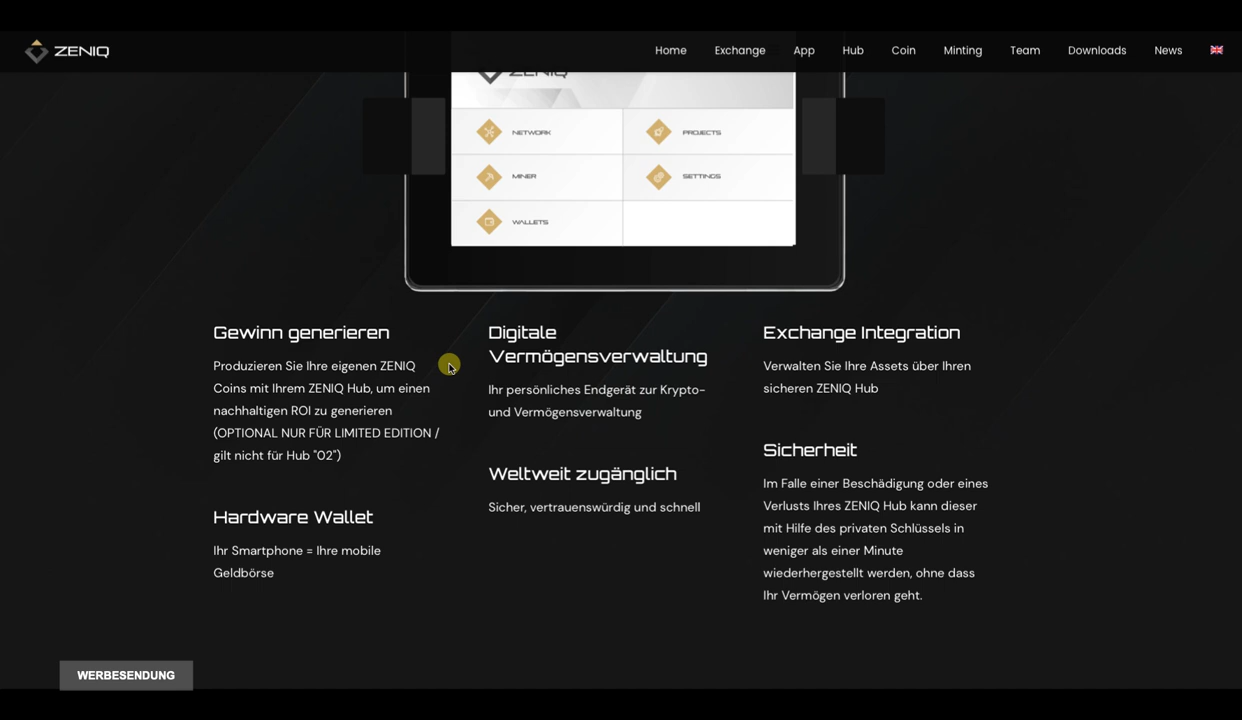 ZENIQ
Home Exchange App Hub Coin Minting Team Downloads News
ZENIQ
NETWORK
PROJECTS
MINER
SETTINGS
WALLETS
Gewinn generieren
Produzieren Sie Ihre eigenen ZENIQ
Coins mit Ihrem ZENIQ Hub, um einen
nachhaltigen ROI zu generieren
(OPTIONAL NUR FÜR LIMITED EDITION /
gilt nicht für Hub "02")
Hardware Wallet
Ihr Smartphone = Ihre mobile
Geldbörse
Digitale
Vermögensverwaltung
Ihr persönliches Endgerät zur Krypto-
und Vermögensverwaltung
Weltweit zugänglich
Sicher, vertrauenswürdig und schnell
Exchange Integration
Verwalten Sie Ihre Assets über Ihren
sicheren ZENIQ Hub
Sicherheit
Im Falle einer Beschädigung oder eines
Verlusts Ihres ZENIQ Hub kann dieser
mit Hilfe des privaten Schlüssels in
weniger als einer Minute
wiederhergestellt werden, ohne dass
Ihr Vermögen verloren geht.
WERBESENDUNG